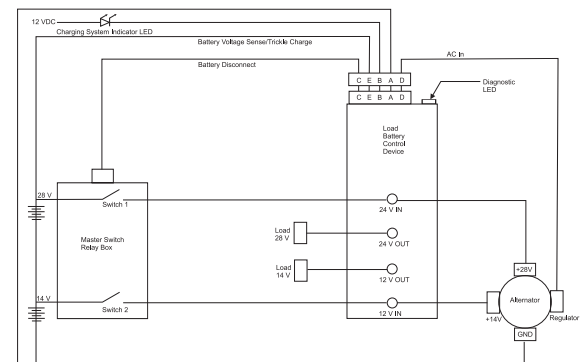 12 VDC
Charging System Indicator LED
Battery Voltage Sense/Trickle Charge
AC In
Battery Disconnect
C E B A D
Diagnostic
LED
C E B A D
Load
Battery
Control
Device
28 V
Switch 1
24 V IN
Master Switch
Relay Box
Load
28 V
24 V OUT
Load
14 V
12 V OUT
+28V
14 V
Switch 2
12 V IN
+14V
Alternator
Regulator
GND